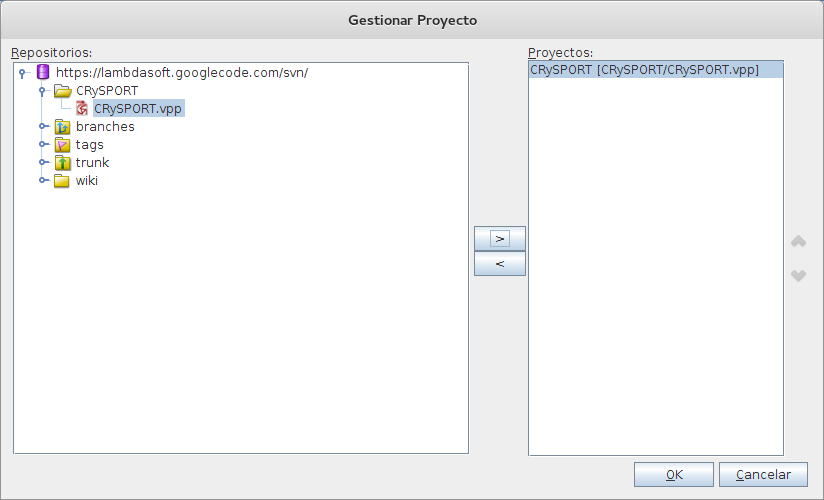 Gestionar Proyecto
Repositorios:
https://lambdasoft.googlecode.com/svn/
CRySPORT
CRySPORT.vpp
branches
tags
trunk
wiki
>
<
Proyectos:
CRySPORT [CRySPORT/CRySPORT.vpp]
OK
Cancelar